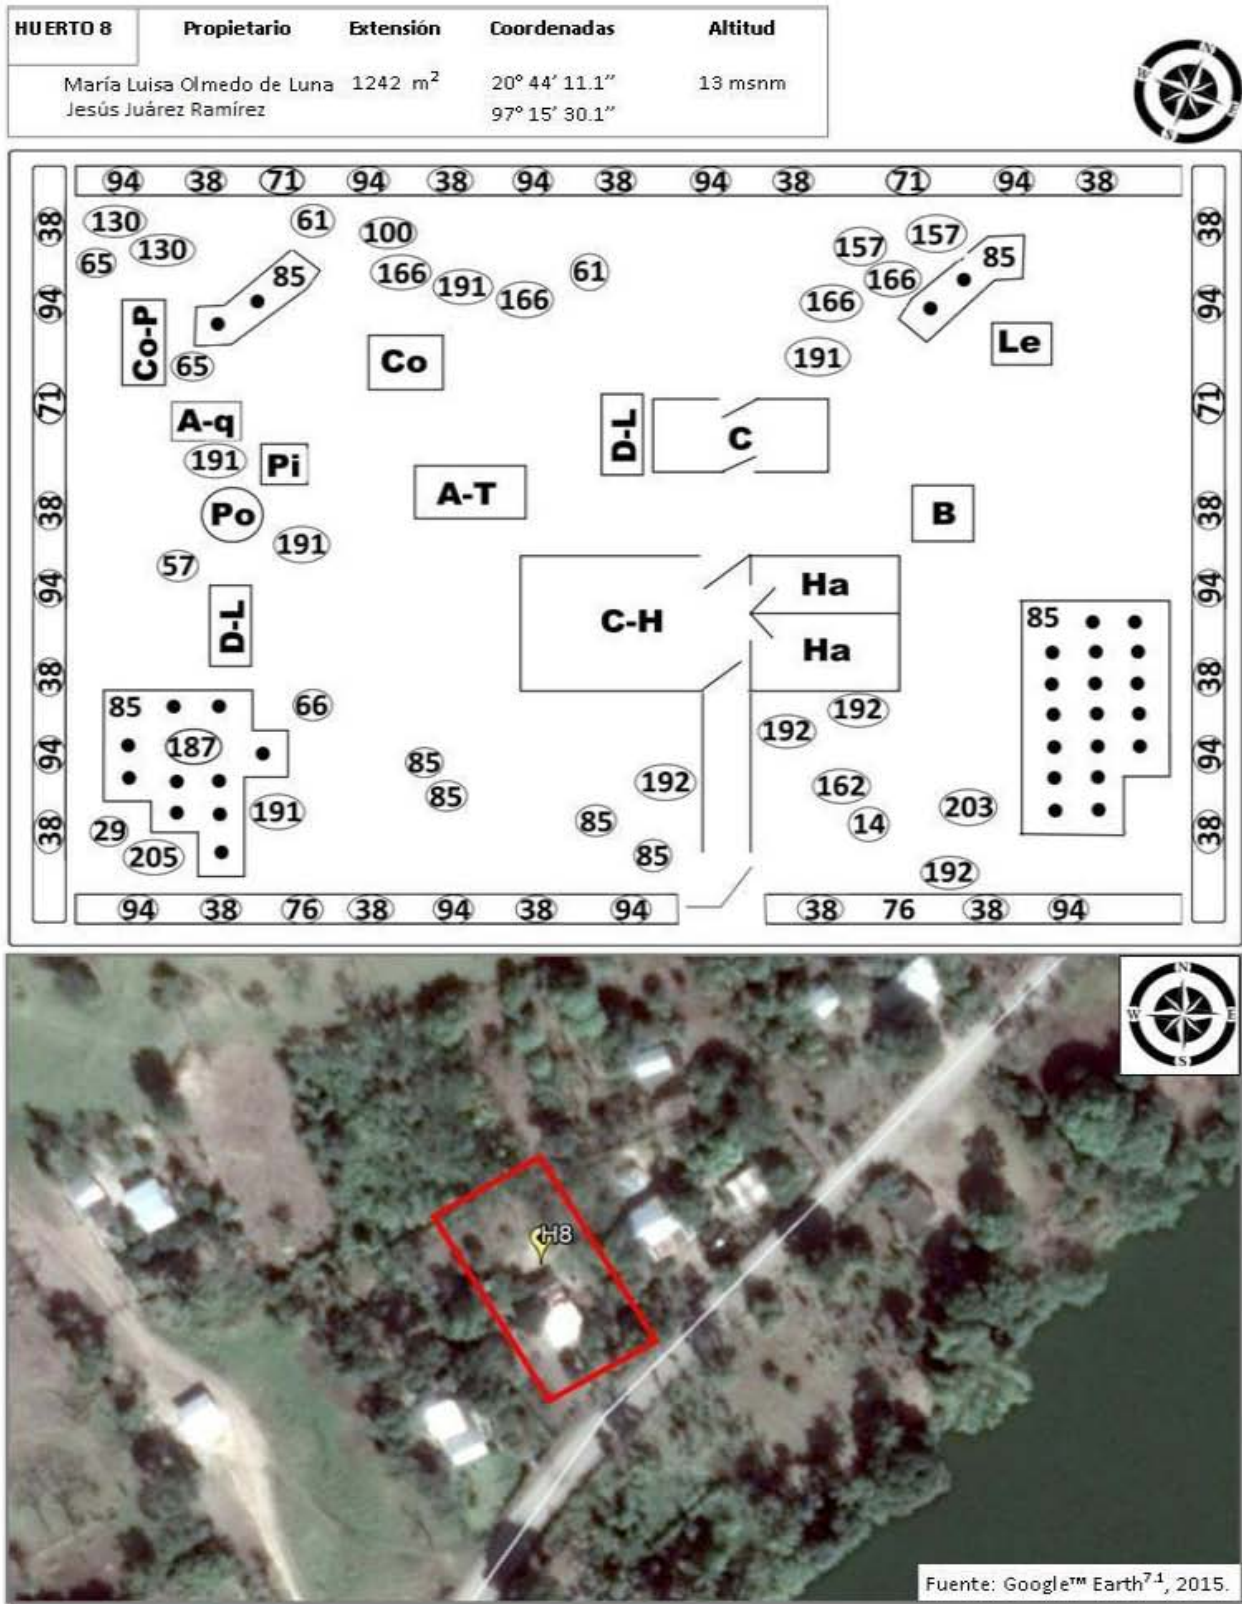 HUERTO 8 Propietario Extensión Coordenadas Altitud
María Luisa Olmedo de Luna 1242 m² 20° 44’ 11.1’’ 13 msnm
Jesús Juárez Ramírez 97° 15’ 30.1’’
N
W
S
94 38 71 94 38 94 38 94 38 71 94 38
38 130 61 100 157 157 38
65 130 166 191 166 61 166 166 85
85
94 Co-P 94
65 Co 191 Le
71 A-q D-L C 71
191 Pi
38 Po A-T B 38
191
57
94 D-L C-H Ha 94
Ha 85
38 38
85 66 192 192
94 187 94
85 192 162
85
191 85 14 203
38 29 38
205 85 192
94 38 76 38 94 38 94 38 76 38 94
N
W E
S
H8
Fuente: Google™ Earth⁷·¹, 2015.